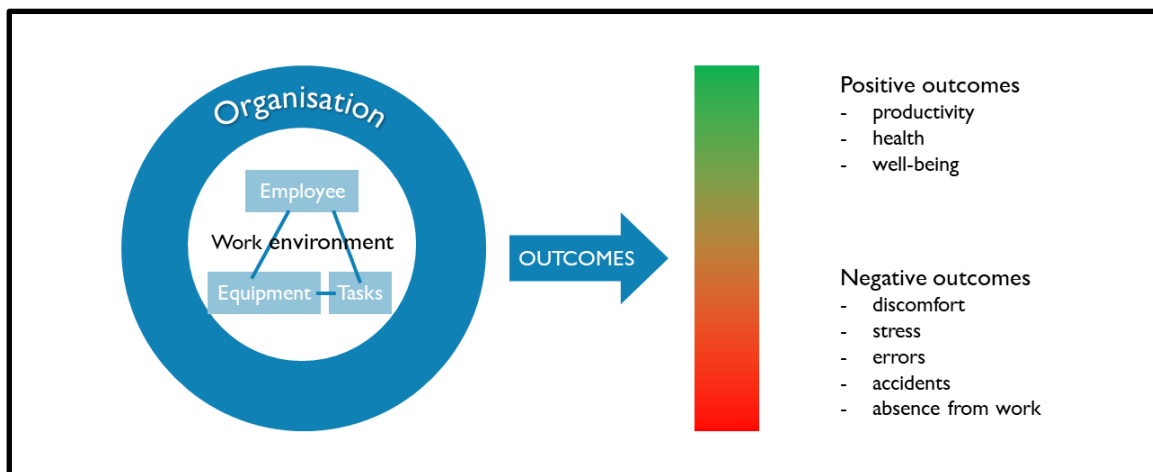 Organisation
Employee
Work environment
Equipment
Tasks
OUTCOMES
Positive outcomes
- productivity
- health
- well-being
Negative outcomes
- discomfort
- stress
- errors
- accidents
- absence from work